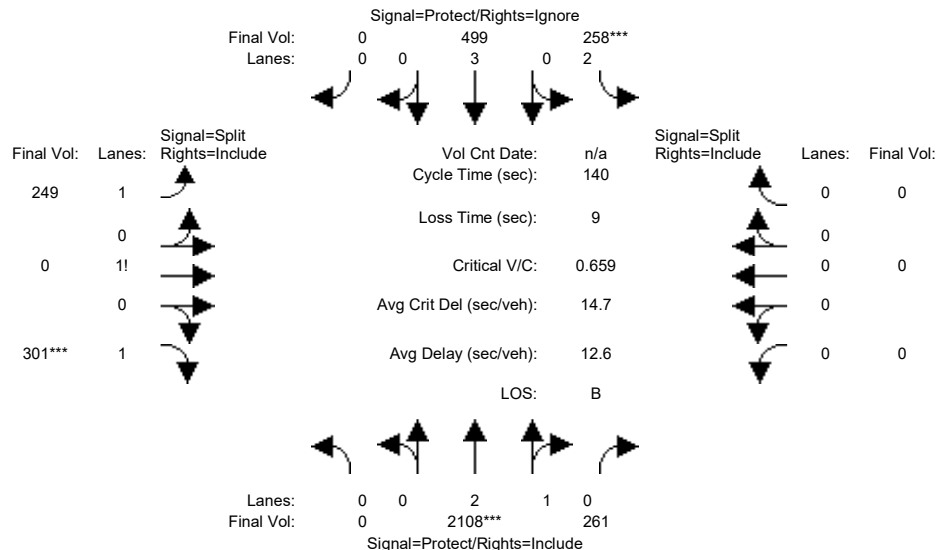 Signal=Protect/Rights=Ignore
Final Vol: 0 499 258***
Lanes: 0 0 3 0 2
Signal=Split
Final Vol: Lanes: Rights=Include
Vol Cnt Date: n/a
Signal=Split
Rights=Include Lanes: Final Vol:
Cycle Time (sec): 140
249 1
0 0
Loss Time (sec): 9
0
0
0 1!
Critical V/C: 0.659
0 0
0
Avg Crit Del (sec/veh): 14.7
0
301*** 1
Avg Delay (sec/veh): 12.6
0 0
LOS: B
Lanes: 0 0 2 1 0
Final Vol: 0 2108*** 261
Signal=Protect/Rights=Include